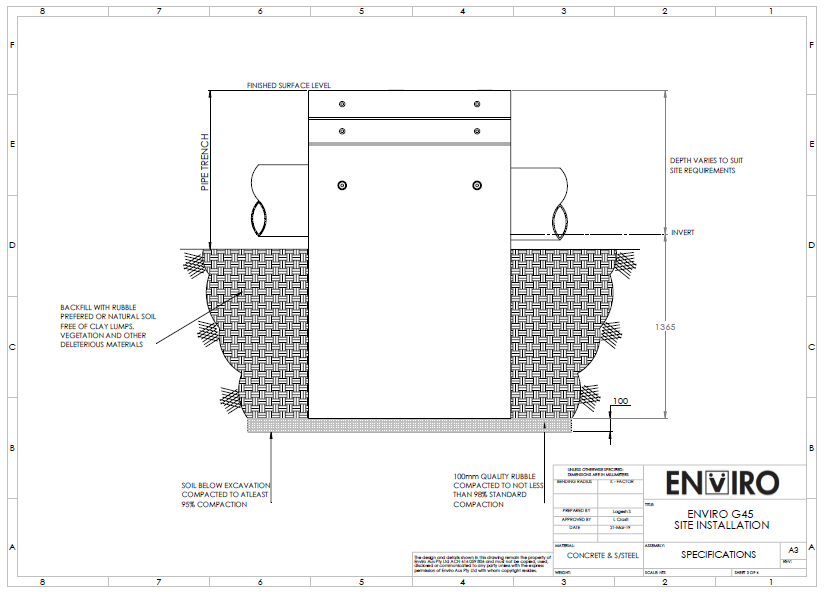 8 7 6 5 4 3 2 1
F F
E E
D D
C C
B B
A A
FINISHED SURFACE LEVEL
PIPE TRENCH
DEPTH VARIES TO SUIT
SITE REQUIREMENTS
INVERT
1365
100
BACKFILL WITH RUBBLE
PREFERED OR NATURAL SOIL
FREE OF CLAY LUMPS,
VEGETATION AND OTHER
DELETERIOUS MATERIALS
SOIL BELOW EXCAVATION
COMPACTED TO ATLEAST
95% COMPACTION
100mm QUALITY RUBBLE
COMPACTED TO NOT LESS
THAN 98% STANDARD
COMPACTION
UNLESS OTHERWISE SPECIFIED:
DIMENSIONS ARE IN MILLIMETERS
BENDING RADIUS K - FACTOR
PREPARED BY Logesh S
APPROVED BY L Croft
DATE 21-Mar-19
MATERIAL:
CONCRETE & S/STEEL
WEIGHT:
ENVIRO
TITLE:
ENVIRO G45
SITE INSTALLATION
ASSEMBLY:
SPECIFICATIONS
A3
REV:
SCALE: NTS
SHEET 3 OF 4
The design and details shown in this drawing remain the property of
Enviro Aus Pty Ltd ACN 616 089 806 and must not be copied, used,
disclosed or communicated to any party unless with the express
permission of Enviro Aus Pty Ltd with whom copyright resides.
8 7 6 5 4 3 2 1